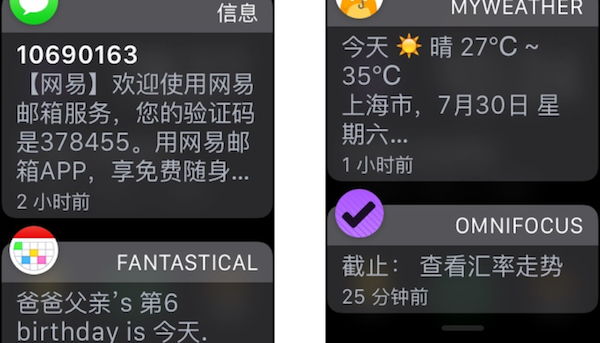 信息
10690163
【网易】欢迎使用网易
邮箱服务，您的验证码
是378455。用网易邮
箱APP，享免费随身...
2 小时前
FANTASTICAL
爸爸父亲’s 第6
birthday is 今天.
MYWEATHER
今天 ☀️ 晴 27℃ ~
35℃
上海市，7月30日 星
期六...
1 小时前
OMNIFOCUS
截止： 查看汇率走势
25 分钟前